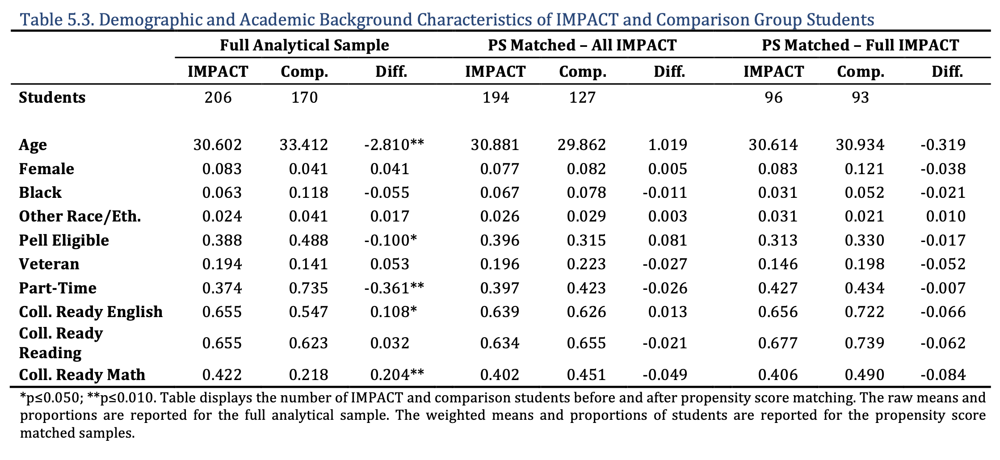 Table 5.3. Demographic and Academic Background Characteristics of IMPACT and Comparison Group Students
Full Analytical Sample PS Matched – All IMPACT PS Matched – Full IMPACT
IMPACT Comp. Diff. IMPACT Comp. Diff. IMPACT Comp. Diff.
Students 206 170 194 127 96 93
Age 30.602 33.412 -2.810** 30.881 29.862 1.019 30.614 30.934 -0.319
Female 0.083 0.041 0.041 0.077 0.082 0.005 0.083 0.121 -0.038
Black 0.063 0.118 -0.055 0.067 0.078 -0.011 0.031 0.052 -0.021
Other Race/Eth. 0.024 0.041 0.017 0.026 0.029 0.003 0.031 0.021 0.010
Pell Eligible 0.388 0.488 -0.100* 0.396 0.315 0.081 0.313 0.330 -0.017
Veteran 0.194 0.141 0.053 0.196 0.223 -0.027 0.146 0.198 -0.052
Part-Time 0.374 0.735 -0.361** 0.397 0.423 -0.026 0.427 0.434 -0.007
Coll. Ready English 0.655 0.547 0.108* 0.639 0.626 0.013 0.656 0.722 -0.066
Coll. Ready
Reading 0.655 0.623 0.032 0.634 0.655 -0.021 0.677 0.739 -0.062
Coll. Ready Math 0.422 0.218 0.204** 0.402 0.451 -0.049 0.406 0.490 -0.084
*p≤0.050; **p≤0.010. Table displays the number of IMPACT and comparison students before and after propensity score matching. The raw means and
proportions are reported for the full analytical sample. The weighted means and proportions of students are reported for the propensity score
matched samples.